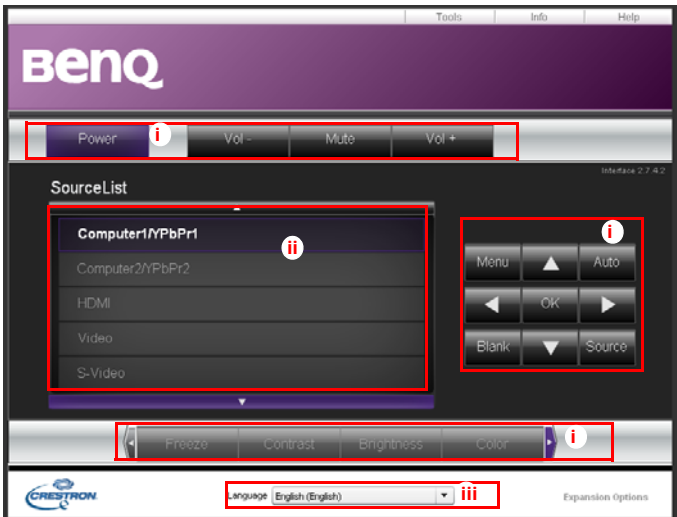 Tools Info Help
BenQ
Power i Vol - Mute Vol +
Interface 2.7.4.2
SourceList
Computer1/YPbPr1
ii
Computer2/YPbPr2
HDMI
Video
S-Video
i
Menu Auto
OK
Blank Source
Freeze Contrast Brightness Color i
CRESTRON
Language English (English) iii
Expansion Options